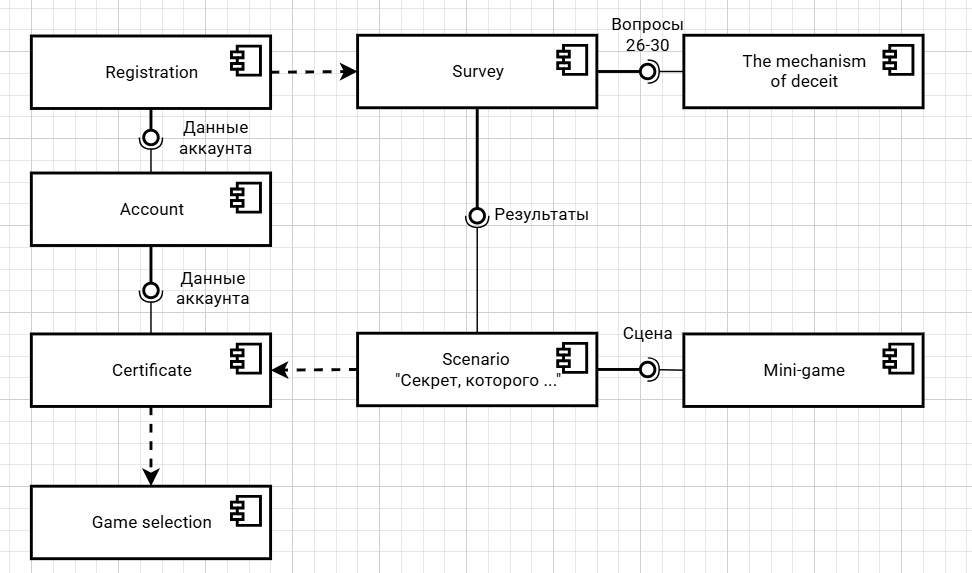 Вопросы
26-30
Registration
Survey
The mechanism
of deceit
Данные
аккаунта
Account
Результаты
Данные
аккаунта
Сцена
Certificate
Scenario
"Секрет, которого ..."
Mini-game
Game selection